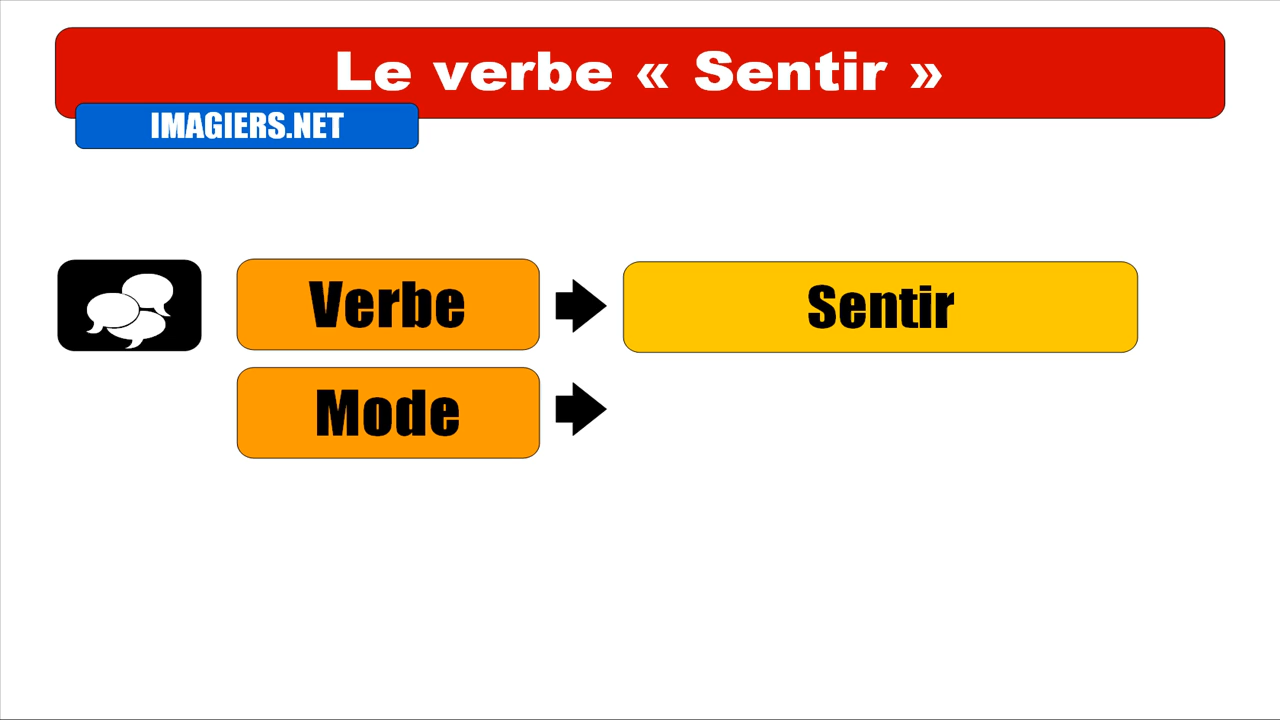 Le verbe « Sentir »
IMAGIERS.NET
Verbe
Sentir
Mode